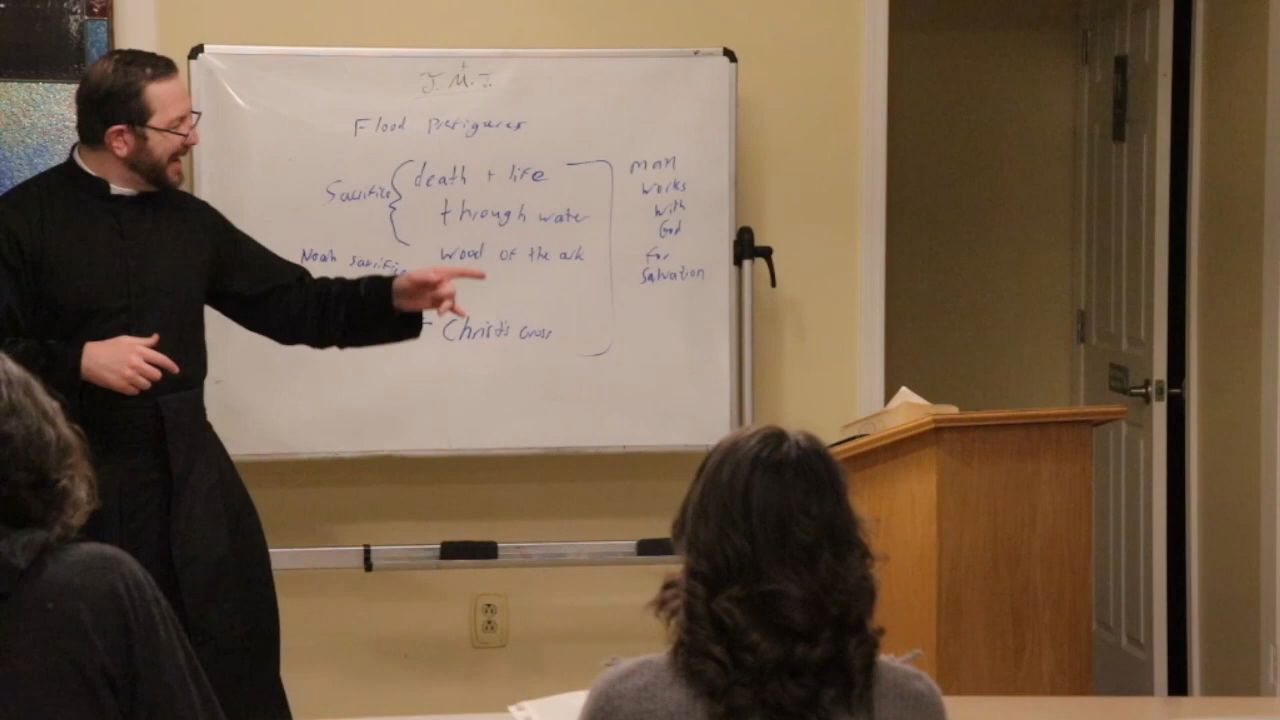 J.M.J.
Flood Prefigures
Sacrifice { death + life
through water
Noah sacrifice wood of the ark
Christ's cross
man
works
with
God
for
Salvation